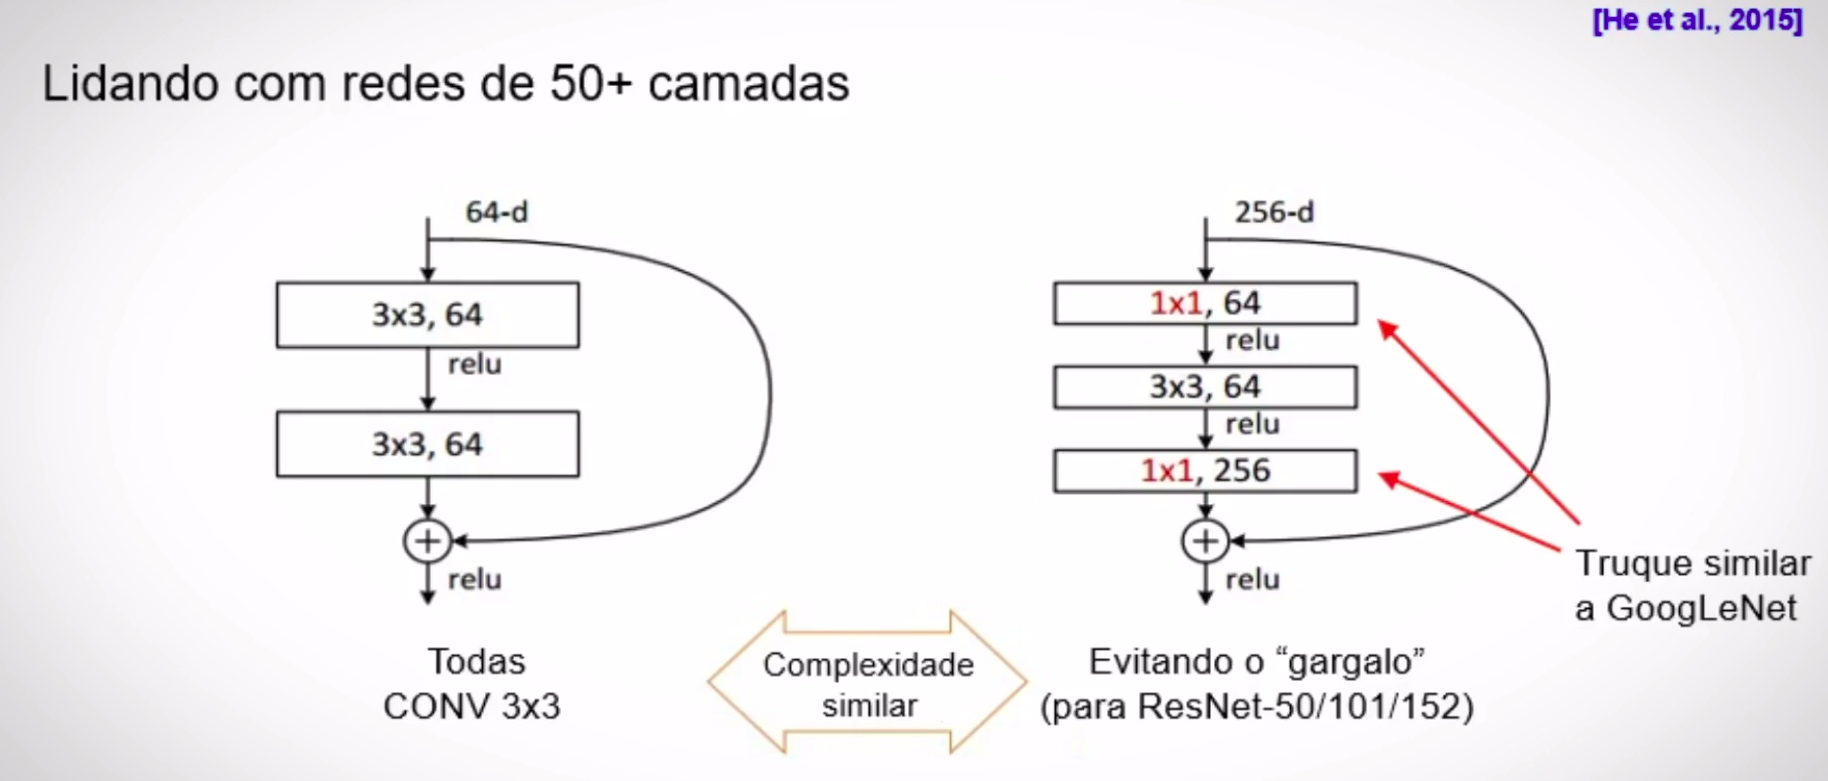 [He et al., 2015]
Lidando com redes de 50+ camadas
64-d
3x3, 64
relu
3x3, 64
+
relu
Todas
CONV 3x3
Complexidade
similar
256-d
1x1, 64
relu
3x3, 64
relu
1x1, 256
+
relu
Evitando o “gargalo”
(para ResNet-50/101/152)
Truque similar
a GoogLeNet